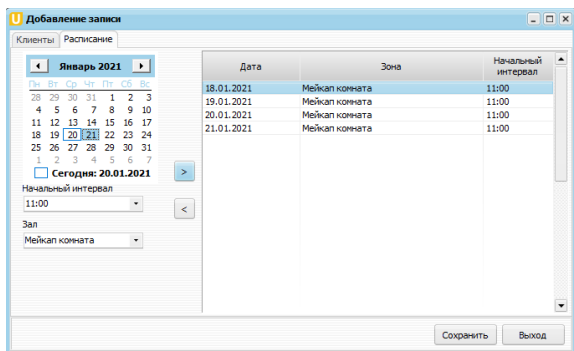 U Добавление записи
Клиенты Расписание
Январь 2021
Пн Вт Ср Чт Пт Сб Вс
28 29 30 31 1 2 3
4 5 6 7 8 9 10
11 12 13 14 15 16 17
18 19 20 21 22 23 24
25 26 27 28 29 30 31
1 2 3 4 5 6 7
Сегодня: 20.01.2021
Начальный интервал
11:00
Зал
Мейкап комната
>
<
Дата Зона Начальный
интервал
18.01.2021 Мейкап комната 11:00
19.01.2021 Мейкап комната 11:00
20.01.2021 Мейкап комната 11:00
21.01.2021 Мейкап комната 11:00
Сохранить Выход